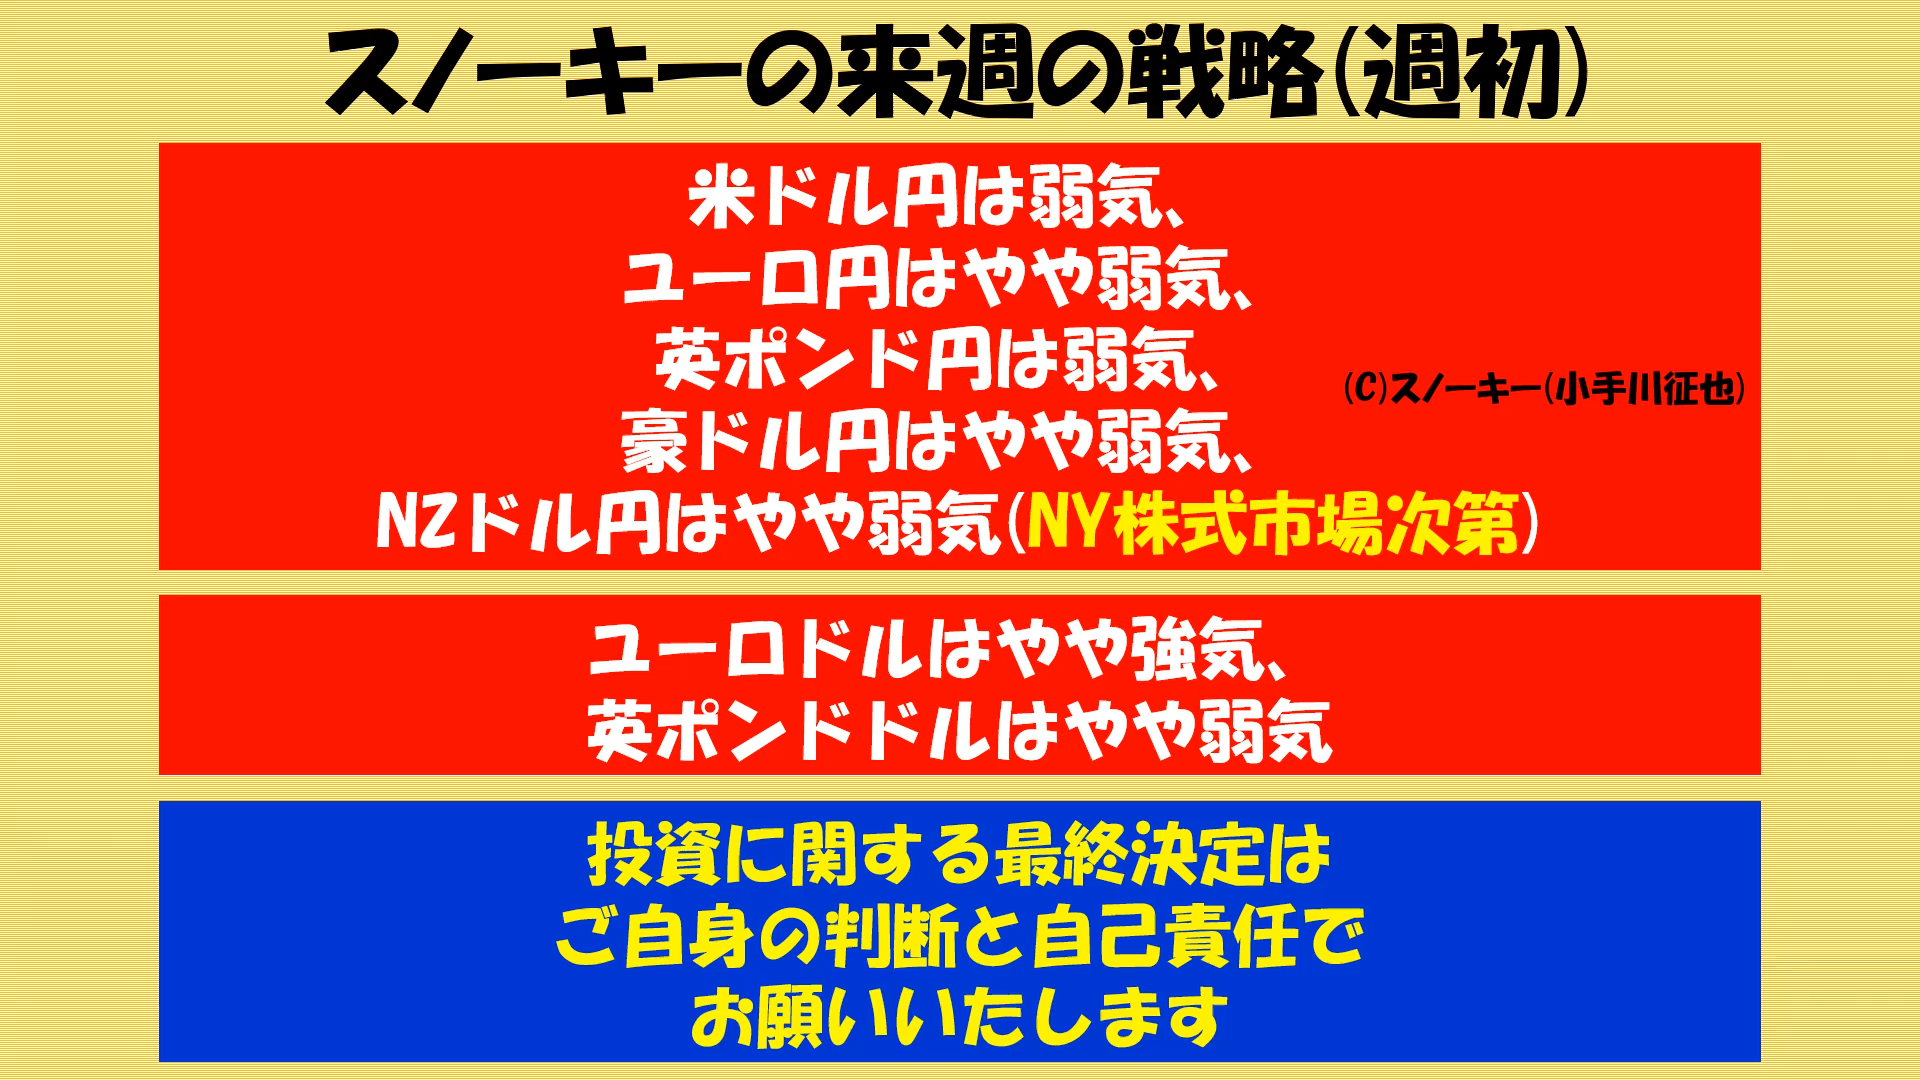 スノーキーの来週の戦略(週初)
米ドル円は弱気、
ユーロ円はやや弱気、
英ポンド円は弱気、
(C)スノーキー(小手川征也)
豪ドル円はやや弱気、
NZドル円はやや弱気(NY株式市場次第)
ユーロドルはやや強気、
英ポンドドルはやや弱気
投資に関する最終決定は
ご自身の判断と自己責任で
お願いいたします